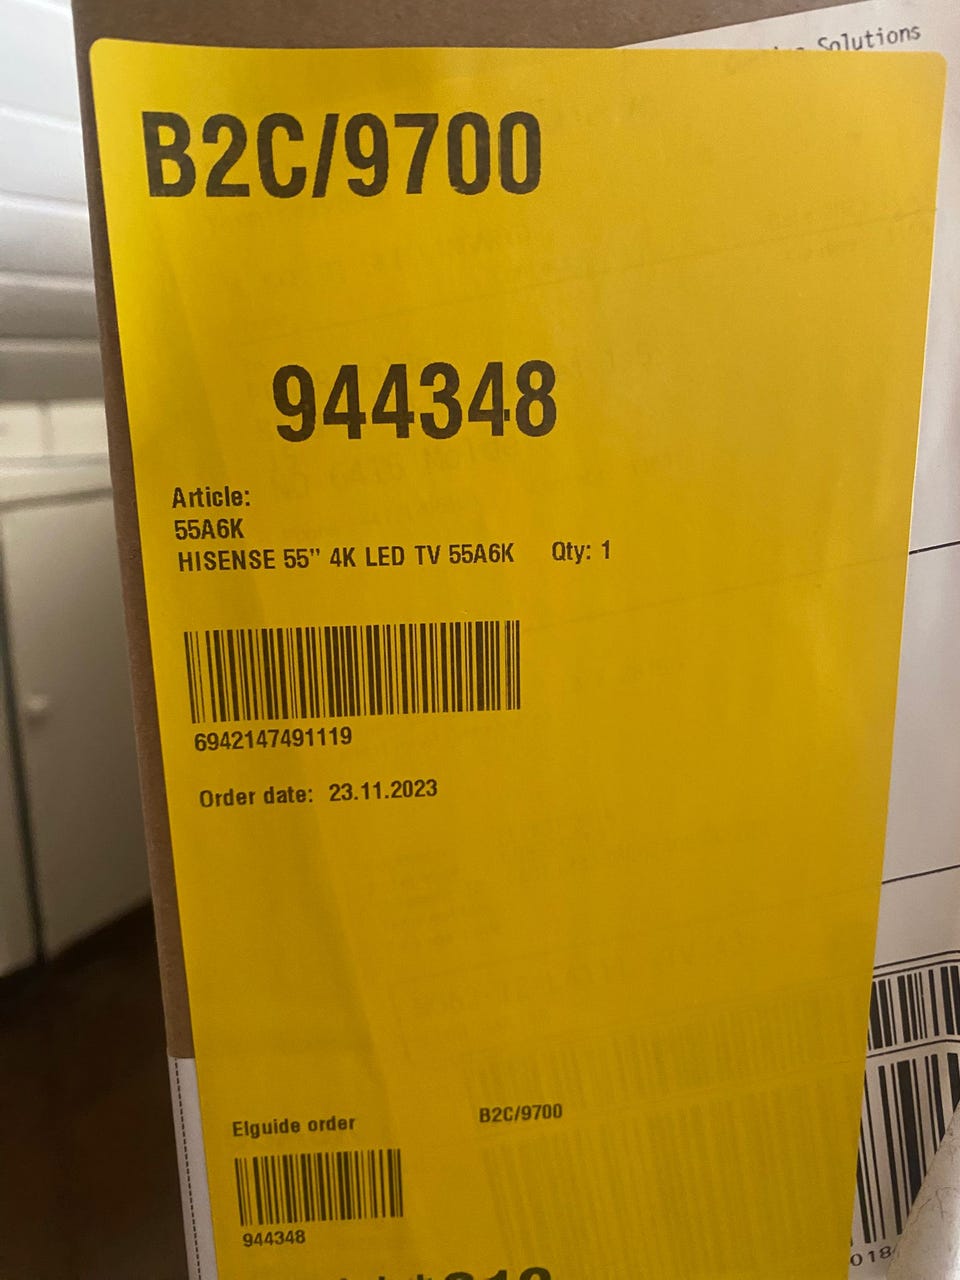 Solutions
B2C/9700
944348
Article:
55A6K
HISENSE 55" 4K LED TV 55A6K Qty: 1
6942147491119
Order date: 23.11.2023
Elguide order B2C/9700
944348
018